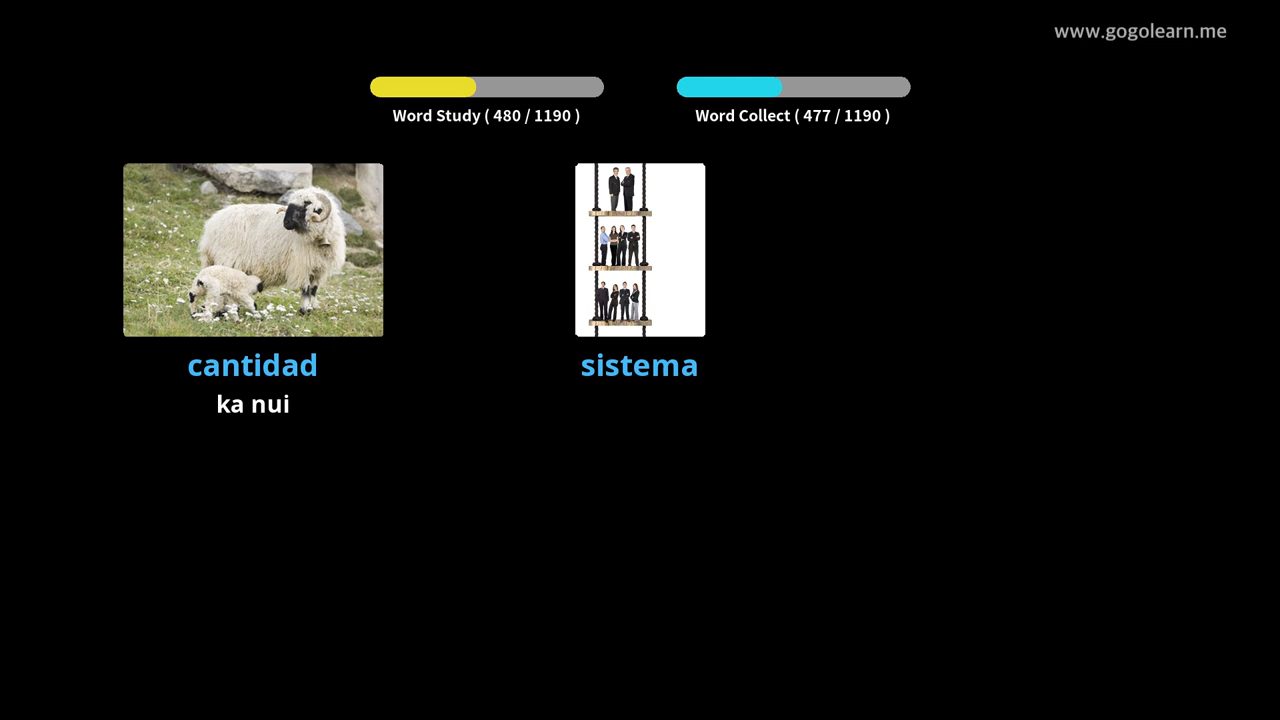 www.gogolearn.me
Word Study ( 480 / 1190 )
Word Collect ( 477 / 1190 )
cantidad
ka nui
sistema